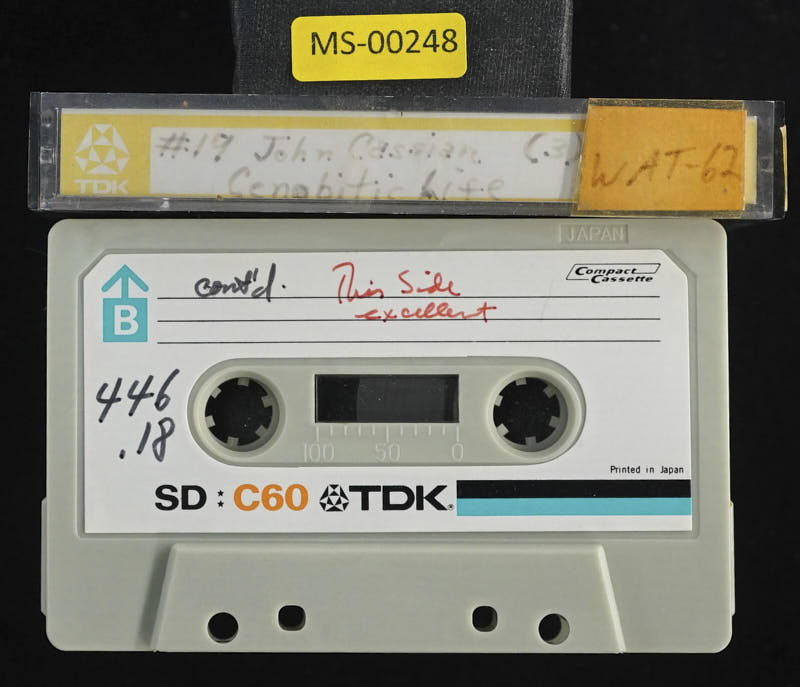 MS-00248
#19 John Cassian (3)
Cenobitic Life
WAT-62
TDK
JAPAN
cont'd. This Side
excellent
Compact
Cassette
B
446
.18
100 50 0
Printed in Japan
SD : C60 TDK